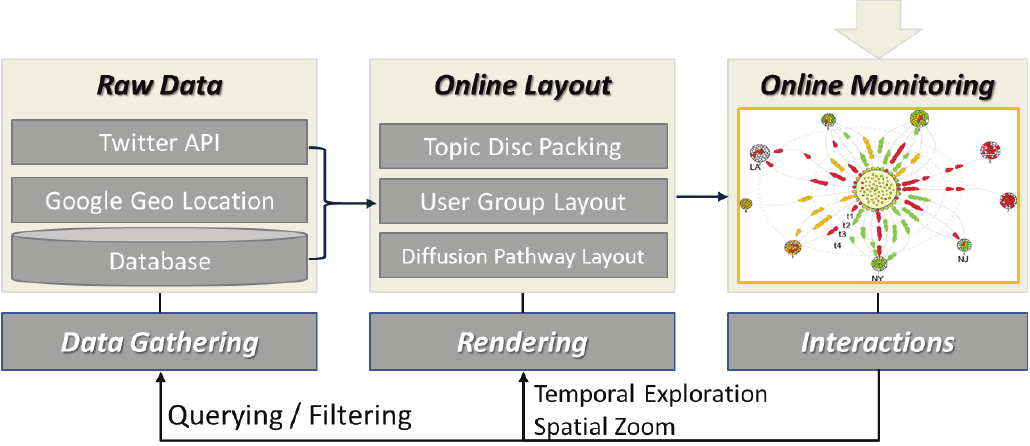 Raw Data
Twitter API
Google Geo Location
Database
Data Gathering
Online Layout
Topic Disc Packing
User Group Layout
Diffusion Pathway Layout
Rendering
Online Monitoring
LA
t1
t2
t3
t4
NY
NJ
Interactions
Querying / Filtering
Temporal Exploration
Spatial Zoom